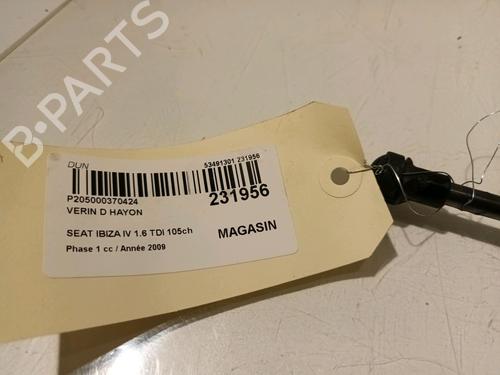 B-PARTS
DUN 53491301 231956
P205000370424 231956
VERIN D HAYON
SEAT IBIZA IV 1.6 TDI 105ch MAGASIN
Phase 1 cc / Année 2009